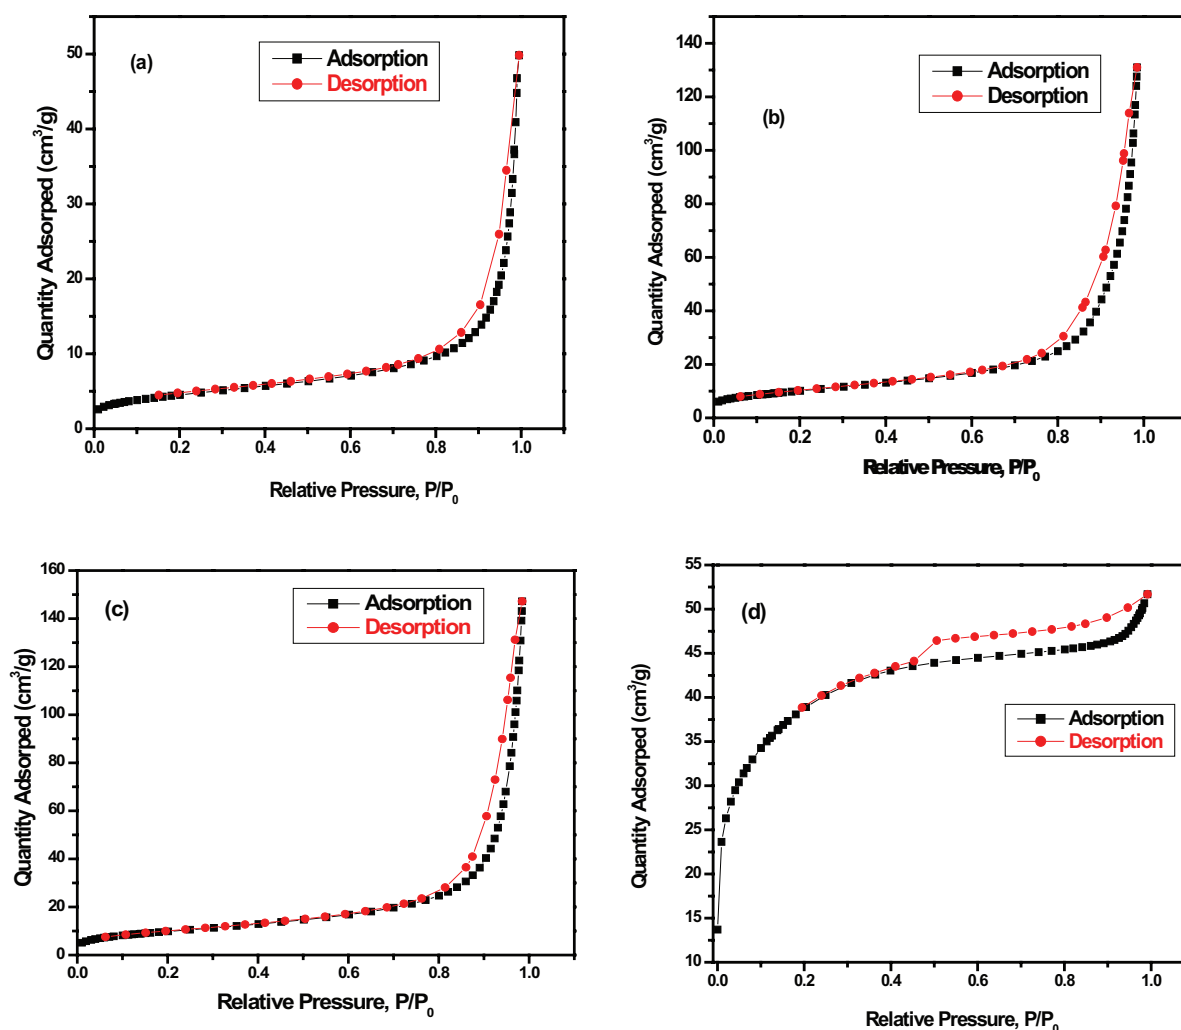 (a)
Adsorption
Desorption
Quantity Adsorped (cm³/g)
50
40
30
20
10
0
0.0 0.2 0.4 0.6 0.8 1.0
Relative Pressure, P/P₀
(b)
Adsorption
Desorption
Quantity Adsorped (cm³/g)
140
120
100
80
60
40
20
0
0.0 0.2 0.4 0.6 0.8 1.0
Relative Pressure, P/P₀
(c)
Adsorption
Desorption
Quantity Adsorped (cm³/g)
160
140
120
100
80
60
40
20
0
0.0 0.2 0.4 0.6 0.8 1.0
Relative Pressure, P/P₀
(d)
Adsorption
Desorption
Quantity Adsorped (cm³/g)
55
50
45
40
35
30
25
20
15
10
0.0 0.2 0.4 0.6 0.8 1.0
Relative Pressure, P/P₀